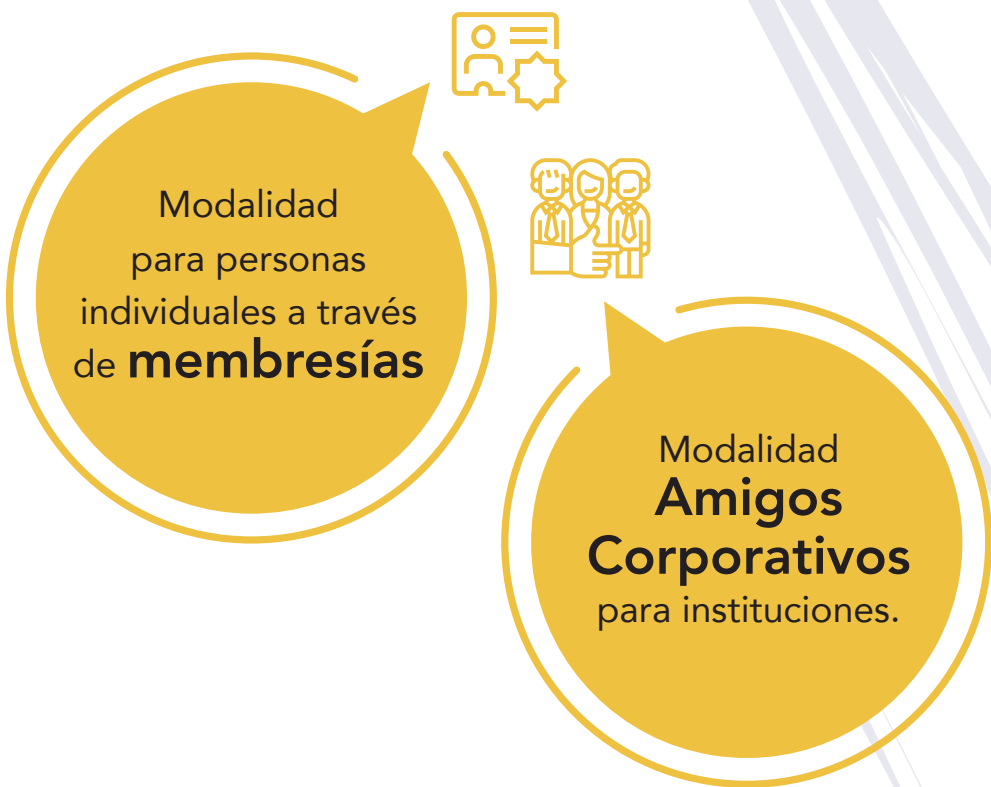 Modalidad
para personas
individuales a través
de membresías
Modalidad
Amigos
Corporativos
para instituciones.